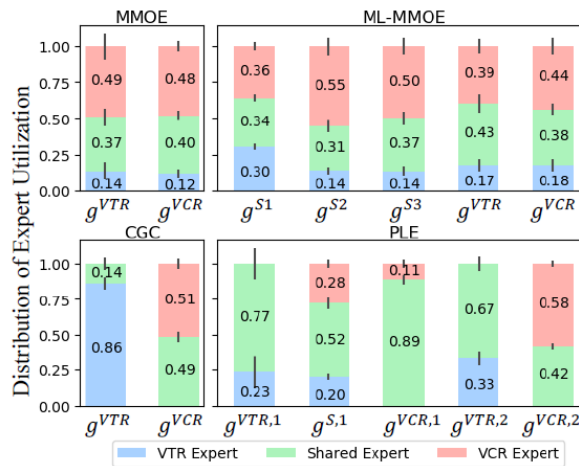 MMOE
ML-MMOE
Distribution of Expert Utilization
1.00
0.75
0.50
0.25
0.00
0.49 0.48
0.37 0.40
0.14 0.12
g^VTR g^VCR
0.36 0.55 0.50 0.39 0.44
0.34 0.31 0.37 0.43 0.38
0.30 0.14 0.14 0.17 0.18
g^S1 g^S2 g^S3 g^VTR g^VCR
CGC
PLE
1.00
0.75
0.50
0.25
0.00
0.14 0.51
0.86 0.49
g^VTR g^VCR
0.28 0.11 0.58
0.77 0.52 0.89 0.67 0.42
0.23 0.20 0.33
g^VTR,1 g^S,1 g^VCR,1 g^VTR,2 g^VCR,2
VTR Expert Shared Expert VCR Expert